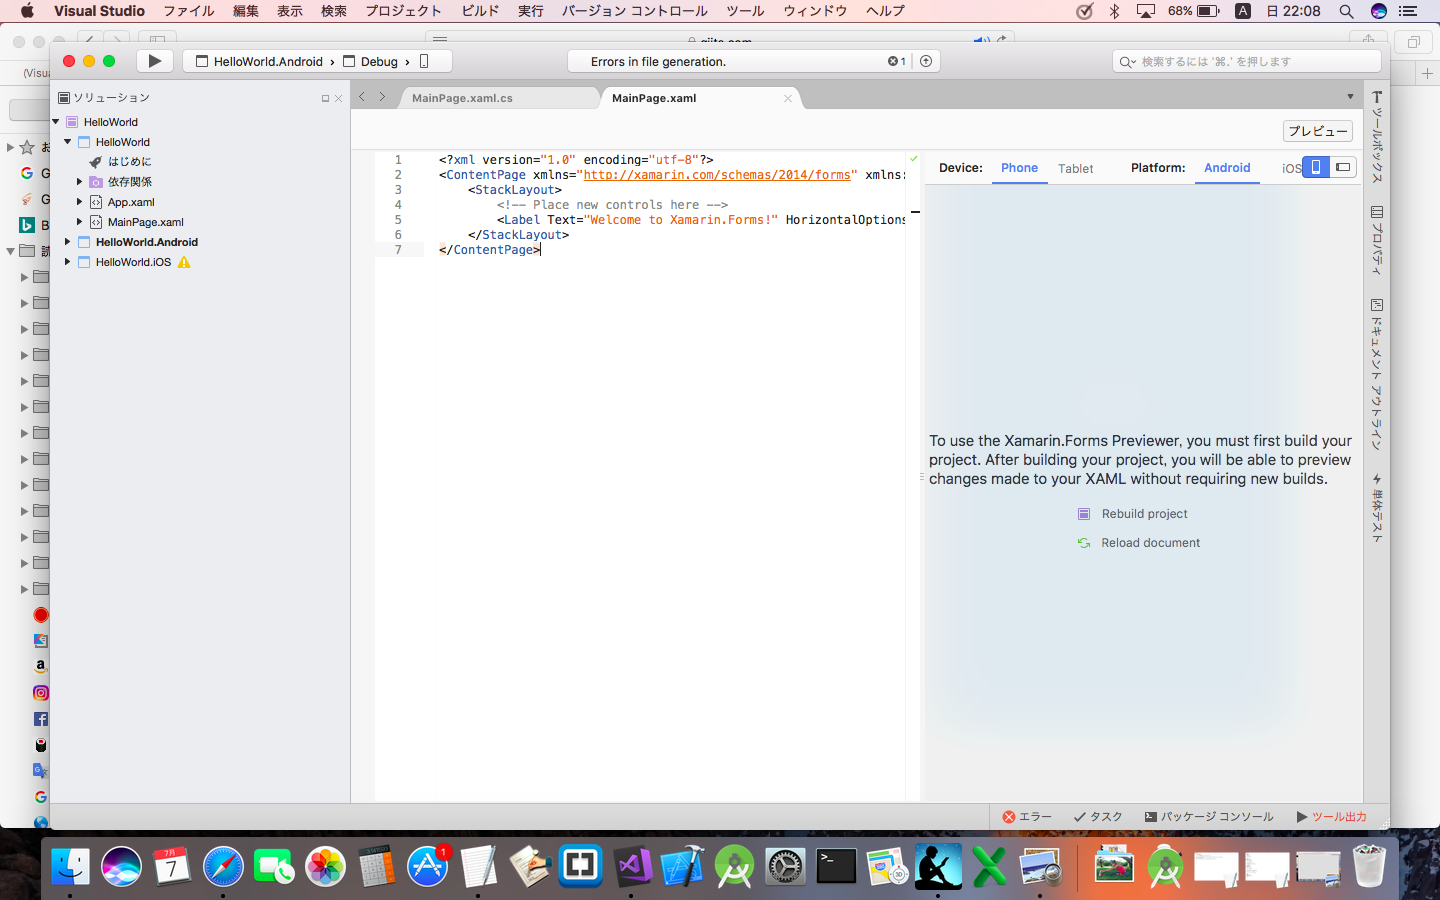 Visual Studio ファイル 編集 表示 検索 プロジェクト ビルド 実行 バージョン コントロール ツール ウィンドウ ヘルプ 68% A 日 22:08
HelloWorld.Android › Debug ›
Errors in file generation. 1
検索するには '⌘.' を押します
(Visua
ソリューション
MainPage.xaml.cs
MainPage.xaml
HelloWorld
HelloWorld
はじめに
依存関係
App.xaml
MainPage.xaml
HelloWorld.Android
HelloWorld.iOS
プレビュー
1 <?xml version="1.0" encoding="utf-8"?>
2 <ContentPage xmlns="http://xamarin.com/schemas/2014/forms" xmlns:
3 <StackLayout>
4 <!-- Place new controls here -->
5 <Label Text="Welcome to Xamarin.Forms!" HorizontalOptions
6 </StackLayout>
7 </ContentPage>
Device: Phone Tablet Platform: Android iOS
To use the Xamarin.Forms Previewer, you must first build your
project. After building your project, you will be able to preview
changes made to your XAML without requiring new builds.
Rebuild project
Reload document
ツールボックス
プロパティ
ドキュメント アウトライン
単体テスト
エラー タスク パッケージ コンソール ツール出力
7月
7
1
3D